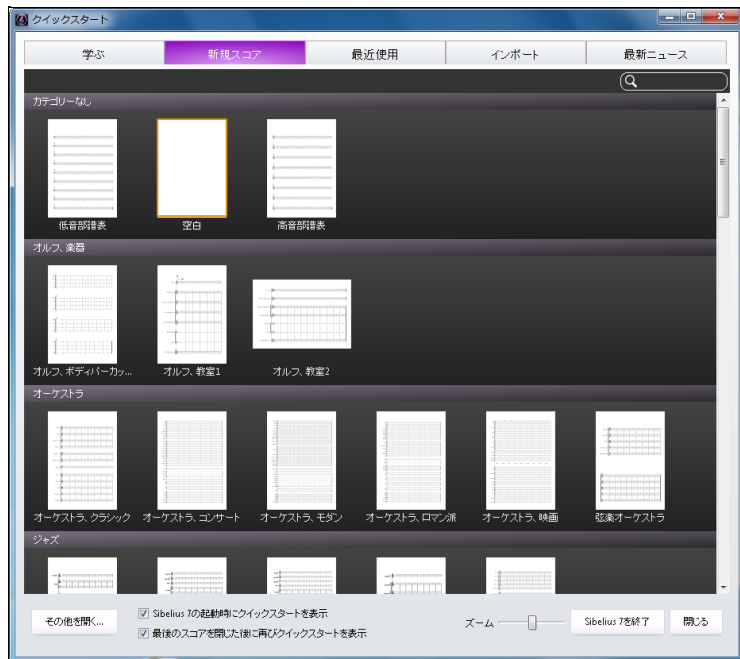 クイックスタート
学ぶ 新規スコア 最近使用 インポート 最新ニュース
カテゴリーなし
低音部譜表 空白 高音部譜表
オルフ、楽器
オルフ、ボディパーカッ... オルフ、教室1 オルフ、教室2
オーケストラ
オーケストラ、クラシック オーケストラ、コンサート オーケストラ、モダン オーケストラ、ロマン派 オーケストラ、映画 弦楽オーケストラ
ジャズ
その他を開く... Sibelius 7の起動時にクイックスタートを表示
最後のスコアを閉じた後に再びクイックスタートを表示
ズーム Sibelius 7を終了 閉じる